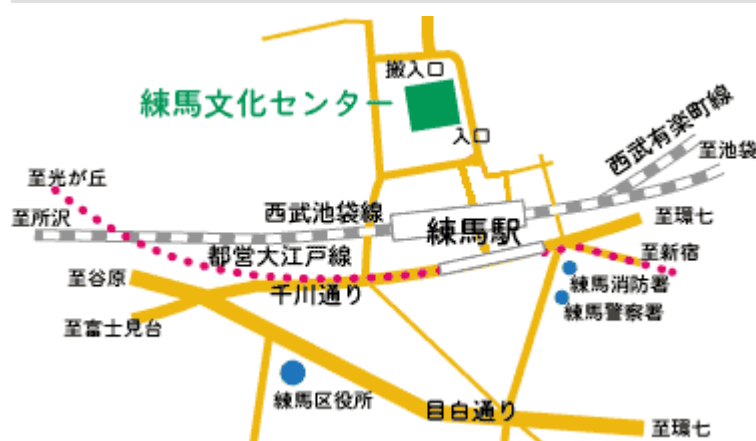 搬入口
練馬文化センター
入口
西武有楽町線
至池袋
至光が丘
至所沢
西武池袋線
練馬駅
至環七
都営大江戸線
至新宿
至谷原
千川通り
練馬消防署
練馬警察署
至富士見台
練馬区役所
目白通り
至環七